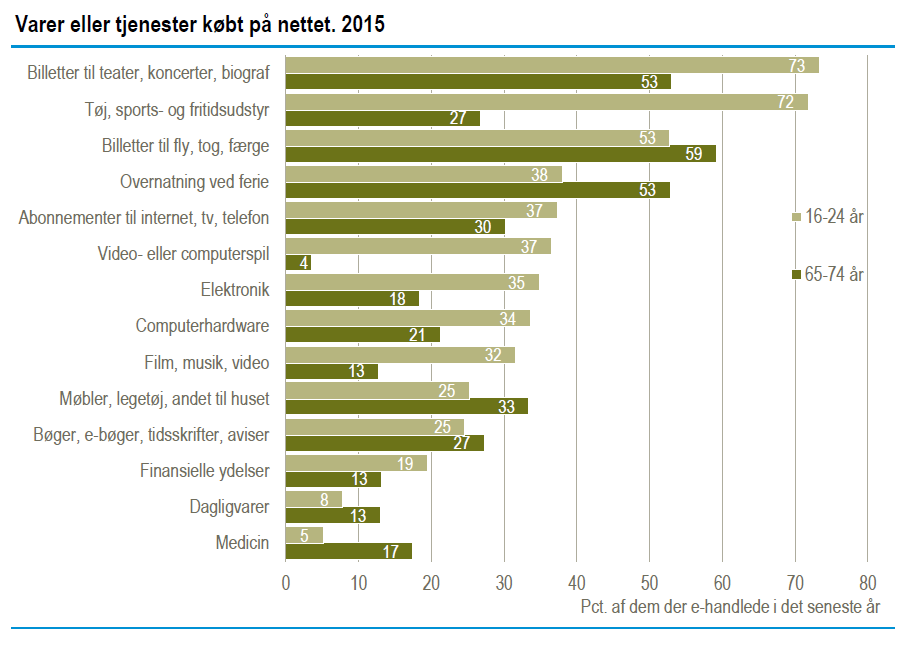 Varer eller tjenester købt på nettet. 2015
Billetter til teater, koncerter, biograf
73
53
Tøj, sports- og fritidsudstyr
72
27
Billetter til fly, tog, færge
53
59
Overnatning ved ferie
38
53
Abonnementer til internet, tv, telefon
37
30
Video- eller computerspil
37
4
Elektronik
35
18
Computerhardware
34
21
Film, musik, video
32
13
Møbler, legetøj, andet til huset
25
33
Bøger, e-bøger, tidsskrifter, aviser
25
27
Finansielle ydelser
19
13
Dagligvarer
8
13
Medicin
5
17
16-24 år
65-74 år
0 10 20 30 40 50 60 70 80
Pct. af dem der e-handlede i det seneste år